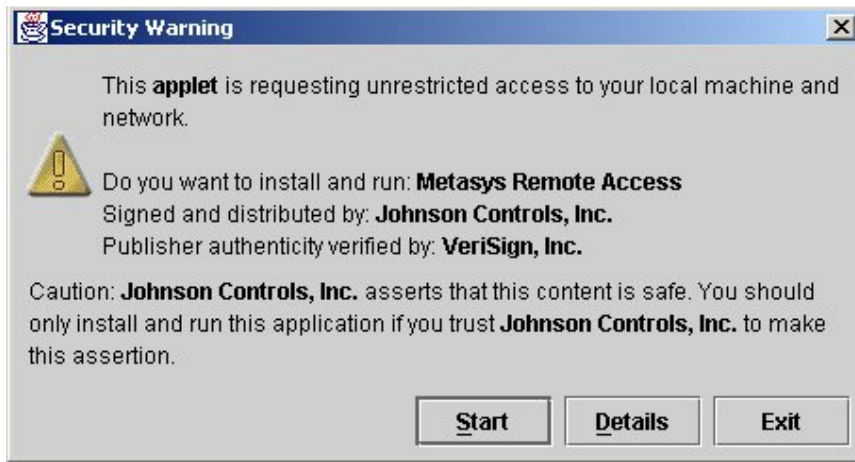 Security Warning
This applet is requesting unrestricted access to your local machine and
network.
Do you want to install and run: Metasys Remote Access
Signed and distributed by: Johnson Controls, Inc.
Publisher authenticity verified by: VeriSign, Inc.
Caution: Johnson Controls, Inc. asserts that this content is safe. You should
only install and run this application if you trust Johnson Controls, Inc. to make
this assertion.
Start Details Exit